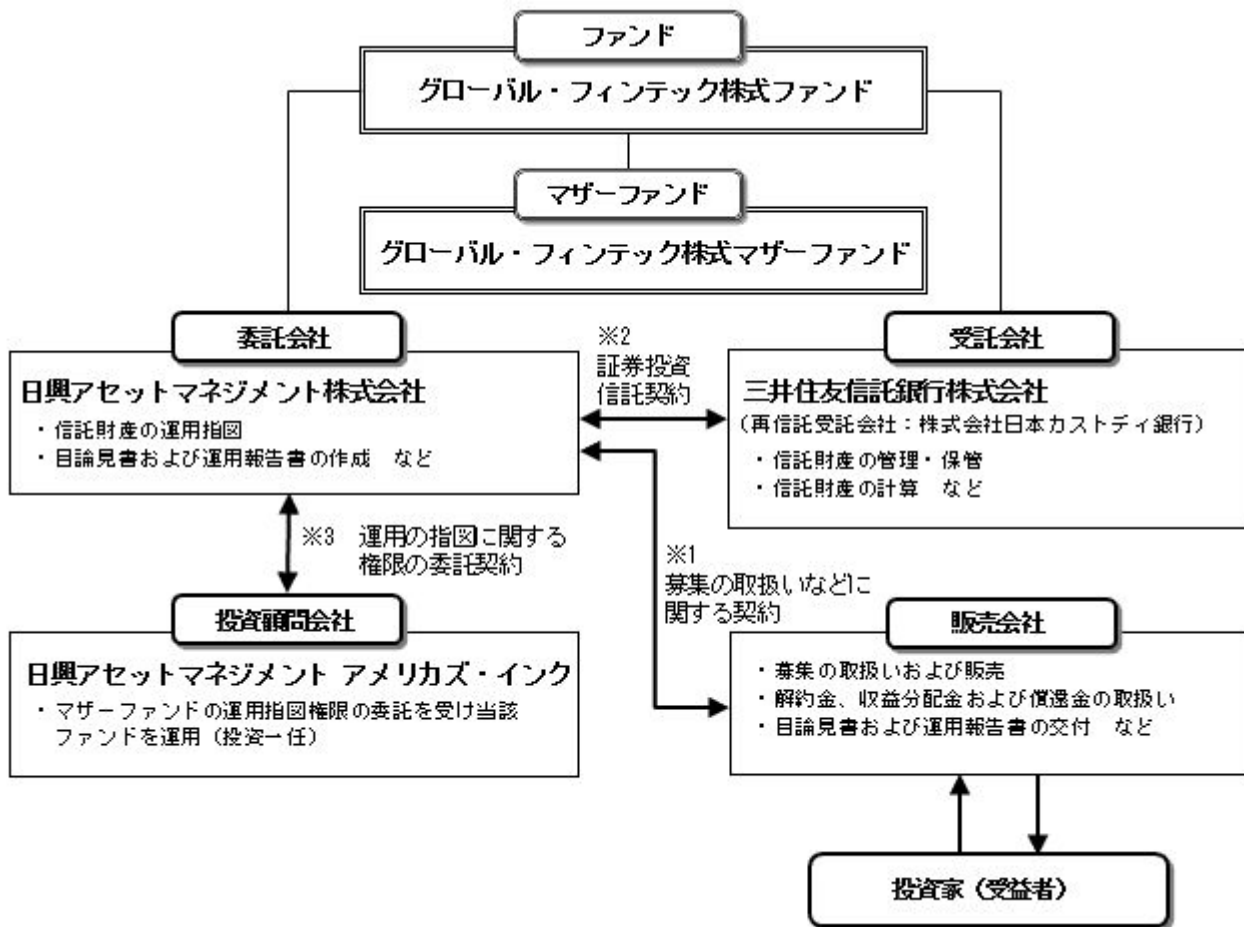 ファンド
グローバル・フィンテック株式ファンド
マザーファンド
グローバル・フィンテック株式マザーファンド
委託会社
日興アセットマネジメント株式会社
・信託財産の運用指図
・目論見書および運用報告書の作成　など
※2
証券投資
信託契約
受託会社
三井住友信託銀行株式会社
（再信託受託会社：株式会社日本カストディ銀行）
・信託財産の管理・保管
・信託財産の計算　など
※3　運用の指図に関する
権限の委託契約
※1
募集の取扱いなどに
関する契約
投資顧問会社
日興アセットマネジメント アメリカズ・インク
・マザーファンドの運用指図権限の委託を受け当該
ファンドを運用（投資一任）
販売会社
・募集の取扱いおよび販売
・解約金、収益分配金および償還金の取扱い
・目論見書および運用報告書の交付　など
投資家（受益者）